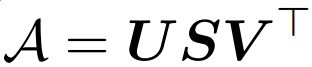 𝒜 = 𝑼𝑺𝑽^⊤